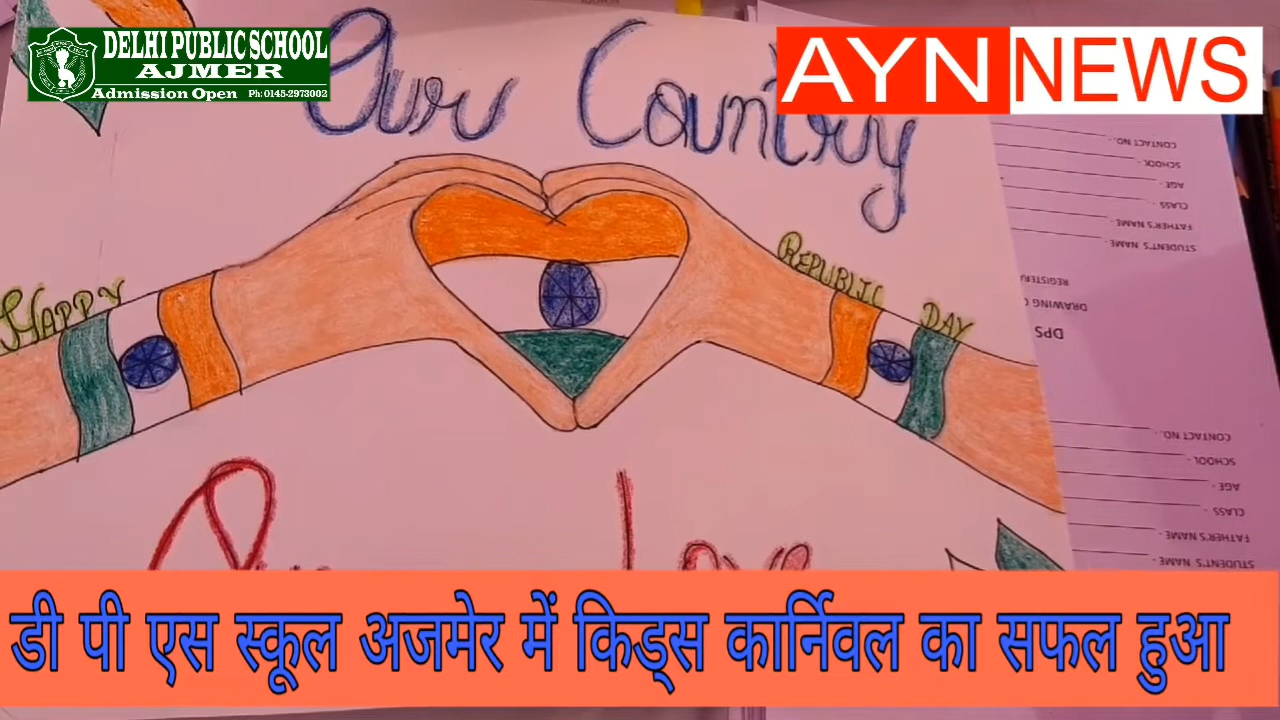 DELHI PUBLIC SCHOOL
AJMER
Admission Open Ph: 0145-2973002
AYN NEWS
Our Country
HAPPY
REPUBLIC DAY
CONTACT NO. -
SCHOOL -
AGE -
CLASS -
FATHER'S NAME -
STUDENT'S NAME -
DPS
CONTACT NO. -
SCHOOL -
AGE -
CLASS -
FATHER'S NAME -
STUDENT'S NAME -
डी पी एस स्कूल अजमेर में किड्स कार्निवल का सफल हुआ